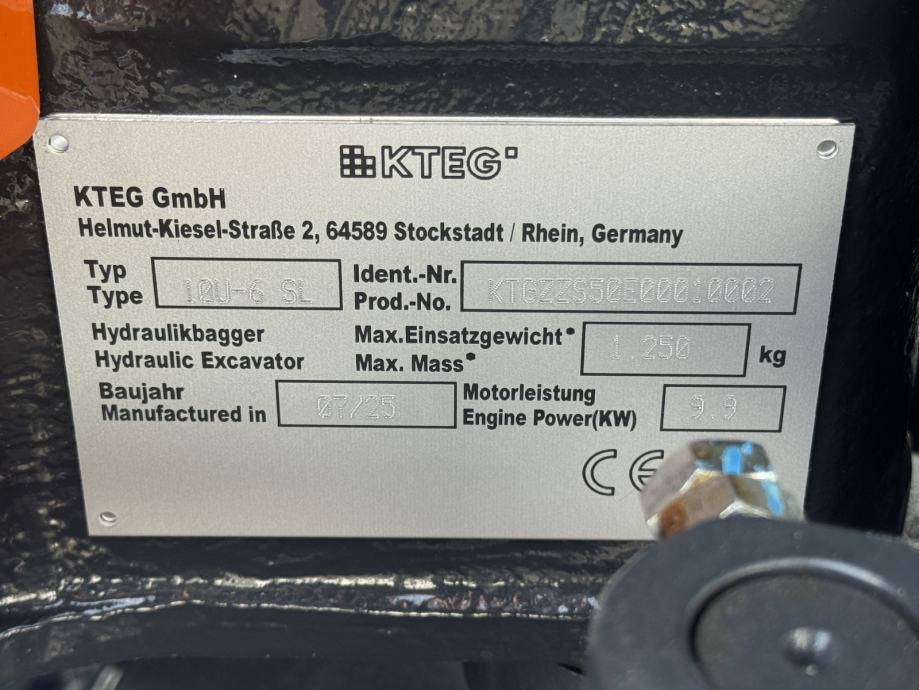 KTEG
KTEG GmbH
Helmut-Kiesel-Straße 2, 64589 Stockstadt / Rhein, Germany
Typ
Type
10U-6 SL
Ident.-Nr.
Prod.-No.
KTGZZS50E00010002
Hydraulikbagger
Hydraulic Excavator
Max.Einsatzgewicht*
Max. Mass*
1.250
kg
Baujahr
Manufactured in
07/25
Motorleistung
Engine Power(KW)
9.9
CE